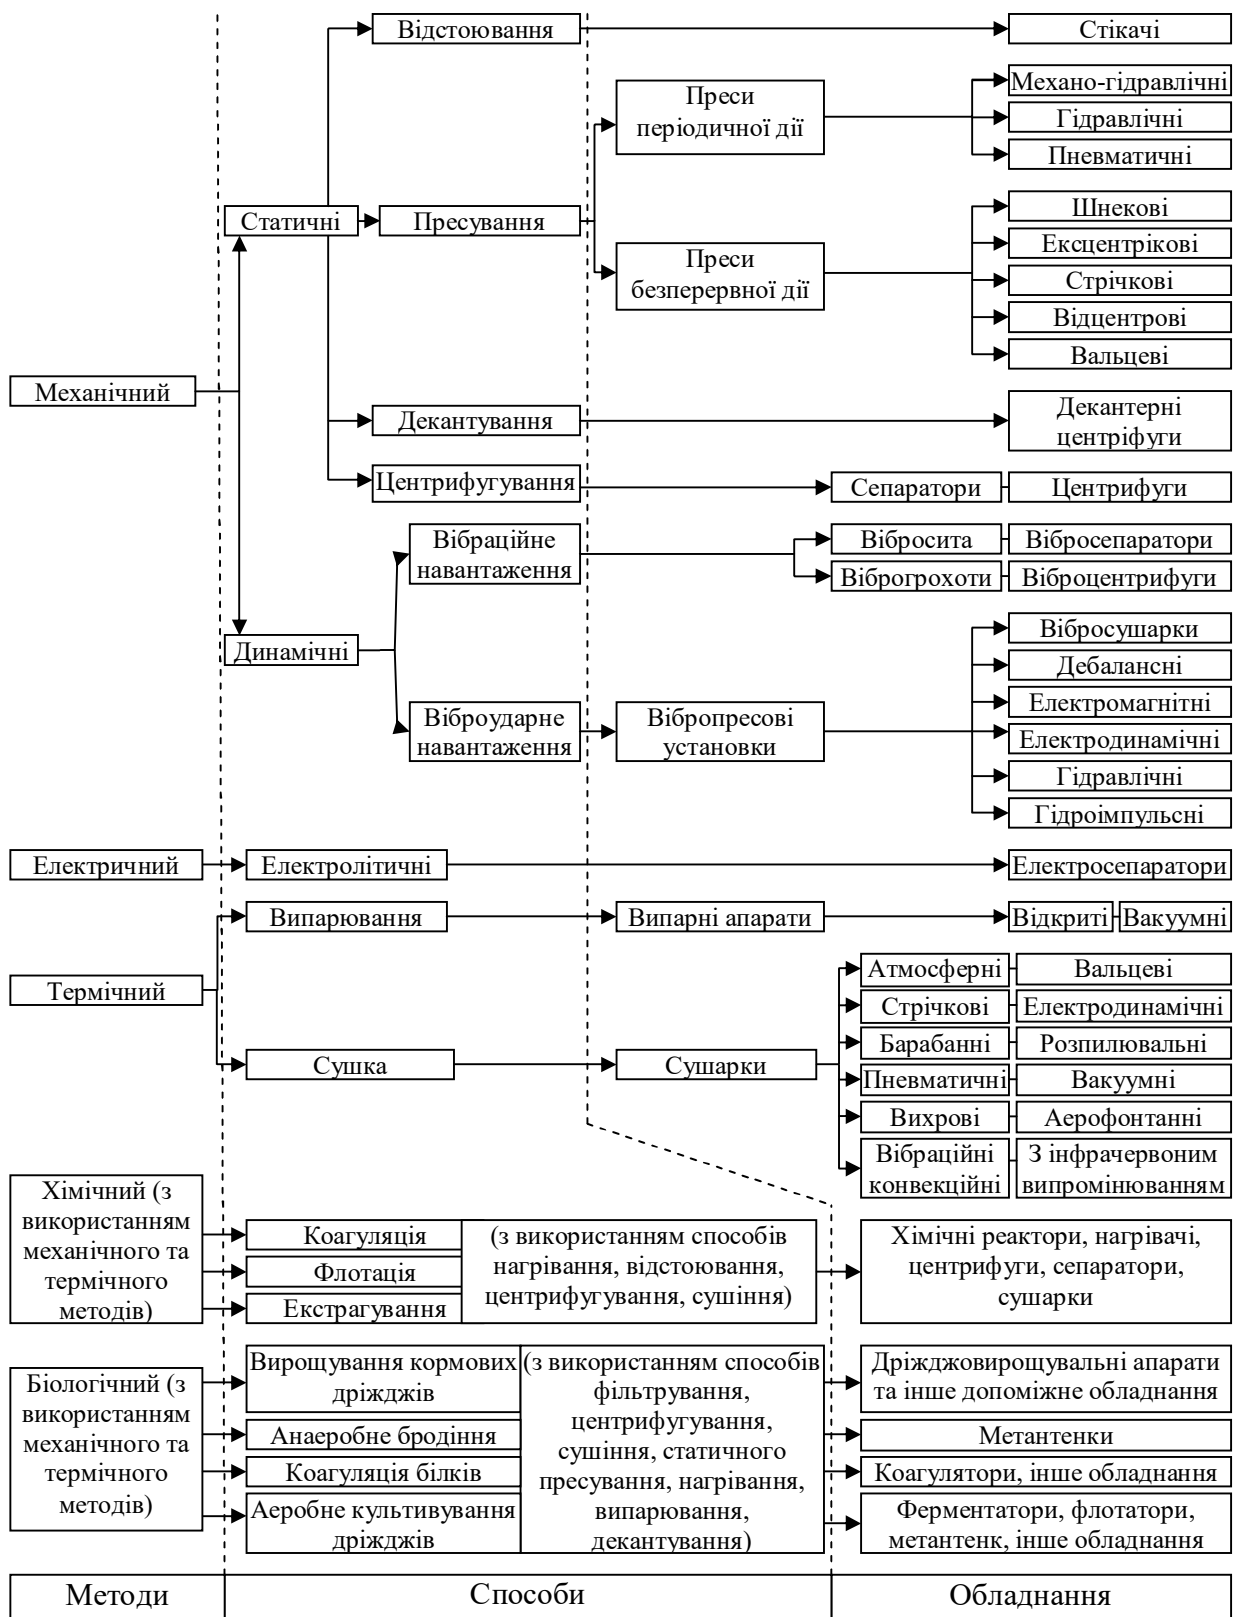 Відстоювання
Стікачі
Преси
періодичної дії
Механо-гідравлічні
Гідравлічні
Пневматичні
Статичні
Пресування
Преси
безперервної дії
Шнекові
Ексцентрікові
Стрічкові
Відцентрові
Вальцеві
Механічний
Декантування
Декантерні
центріфуги
Центрифугування
Сепаратори
Центрифуги
Вібраційне
навантаження
Вібросита
Вібросепаратори
Віброгрохоти
Віброцентрифуги
Динамічні
Віброударне
навантаження
Вібропресові
установки
Вібросушарки
Дебалансні
Електромагнітні
Електродинамічні
Гідравлічні
Гідроімпульсні
Електричний
Електролітичні
Електросепаратори
Термічний
Випарювання
Випарні апарати
Відкриті
Вакуумні
Сушка
Сушарки
Атмосферні
Вальцеві
Стрічкові
Електродинамічні
Барабанні
Розпилювальні
Пневматичні
Вакуумні
Вихрові
Аерофонтанні
Вібраційні
конвекційні
З інфрачервоним
випромінюванням
Хімічний (з
використанням
механічного та
термічного
методів)
Коагуляція
Флотація
Екстрагування
(з використанням способів
нагрівання, відстоювання,
центрифугування, сушіння)
Хімічні реактори, нагрівачі,
центрифуги, сепаратори,
сушарки
Біологічний (з
використанням
механічного та
термічного
методів)
Вирощування кормових
дріжджів
Анаеробне бродіння
Коагуляція білків
Аеробне культивування
дріжджів
(з використанням способів
фільтрування,
центрифугування,
сушіння, статичного
пресування, нагрівання,
випарювання,
декантування)
Дріжджовирощувальні апарати
та інше допоміжне обладнання
Метантенки
Коагулятори, інше обладнання
Ферментатори, флотатори,
метантенк, інше обладнання
Методи
Способи
Обладнання